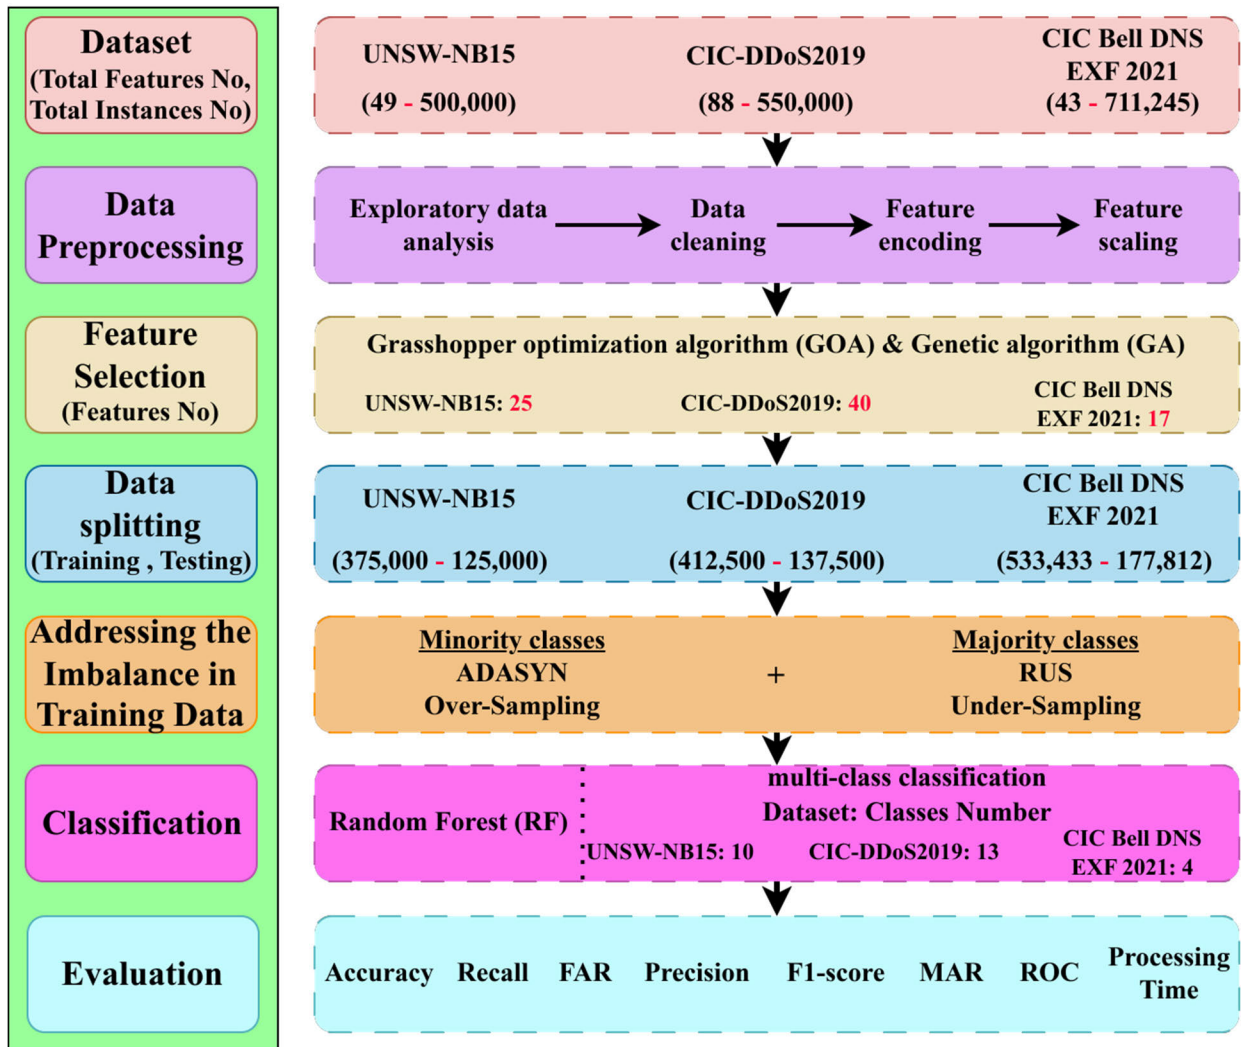 Dataset
(Total Features No,
Total Instances No)
UNSW-NB15
(49 - 500,000)
CIC-DDoS2019
(88 - 550,000)
CIC Bell DNS
EXF 2021
(43 - 711,245)
Data
Preprocessing
Exploratory data
analysis
Data
cleaning
Feature
encoding
Feature
scaling
Feature
Selection
(Features No)
Grasshopper optimization algorithm (GOA) & Genetic algorithm (GA)
UNSW-NB15: 25
CIC-DDoS2019: 40
CIC Bell DNS
EXF 2021: 17
Data
splitting
(Training , Testing)
UNSW-NB15
(375,000 - 125,000)
CIC-DDoS2019
(412,500 - 137,500)
CIC Bell DNS
EXF 2021
(533,433 - 177,812)
Addressing the
Imbalance in
Training Data
Minority classes
ADASYN
Over-Sampling
+
Majority classes
RUS
Under-Sampling
Classification
Random Forest (RF)
multi-class classification
Dataset: Classes Number
UNSW-NB15: 10
CIC-DDoS2019: 13
CIC Bell DNS
EXF 2021: 4
Evaluation
Accuracy
Recall
FAR
Precision
F1-score
MAR
ROC
Processing
Time